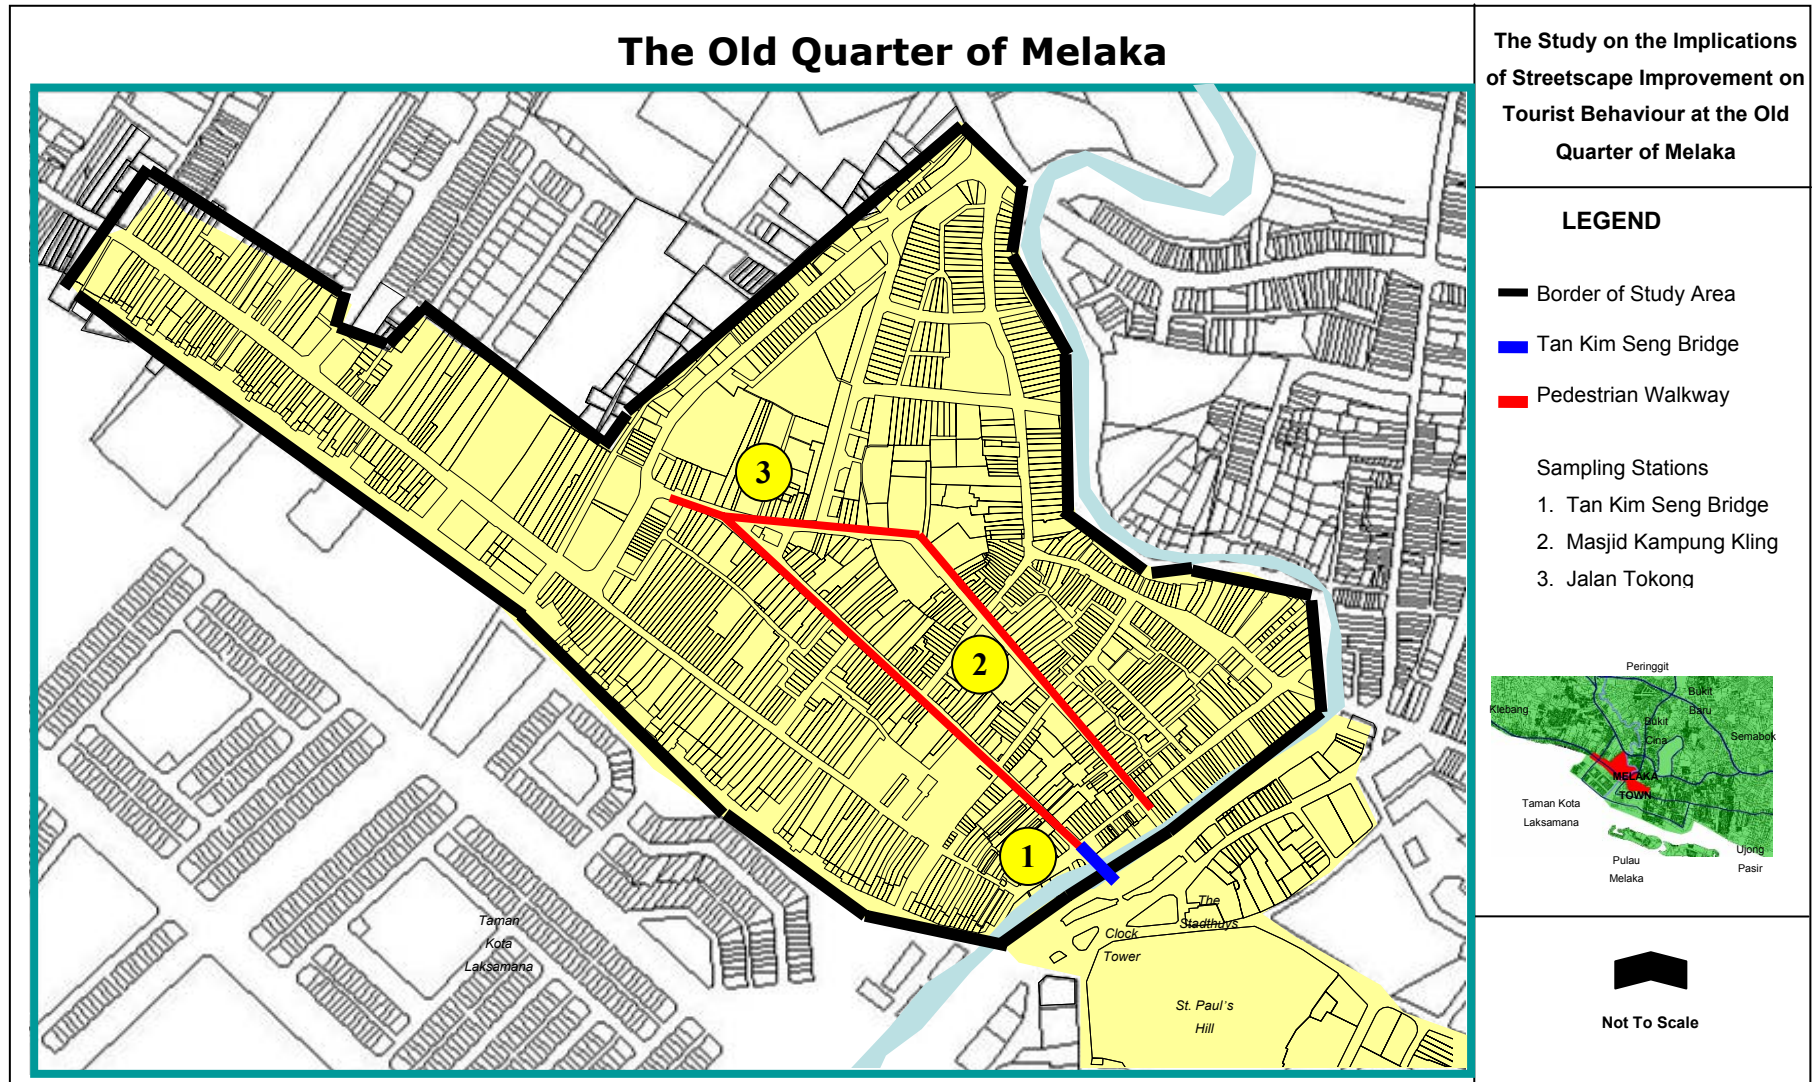 The Old Quarter of Melaka
The Study on the Implications
of Streetscape Improvement on
Tourist Behaviour at the Old
Quarter of Melaka
LEGEND
Border of Study Area
Tan Kim Seng Bridge
Pedestrian Walkway
Sampling Stations
1. Tan Kim Seng Bridge
2. Masjid Kampung Kling
3. Jalan Tokong
3
2
1
Taman
Kota
Laksamana
The
Stadthuys
Clock
Tower
St. Paul's
Hill
Peringgit
Klebang
Bukit
Baru
Bukit
Cina
Semabok
MELAKA
TOWN
Taman Kota
Laksamana
Pulau
Melaka
Ujong
Pasir
Not To Scale